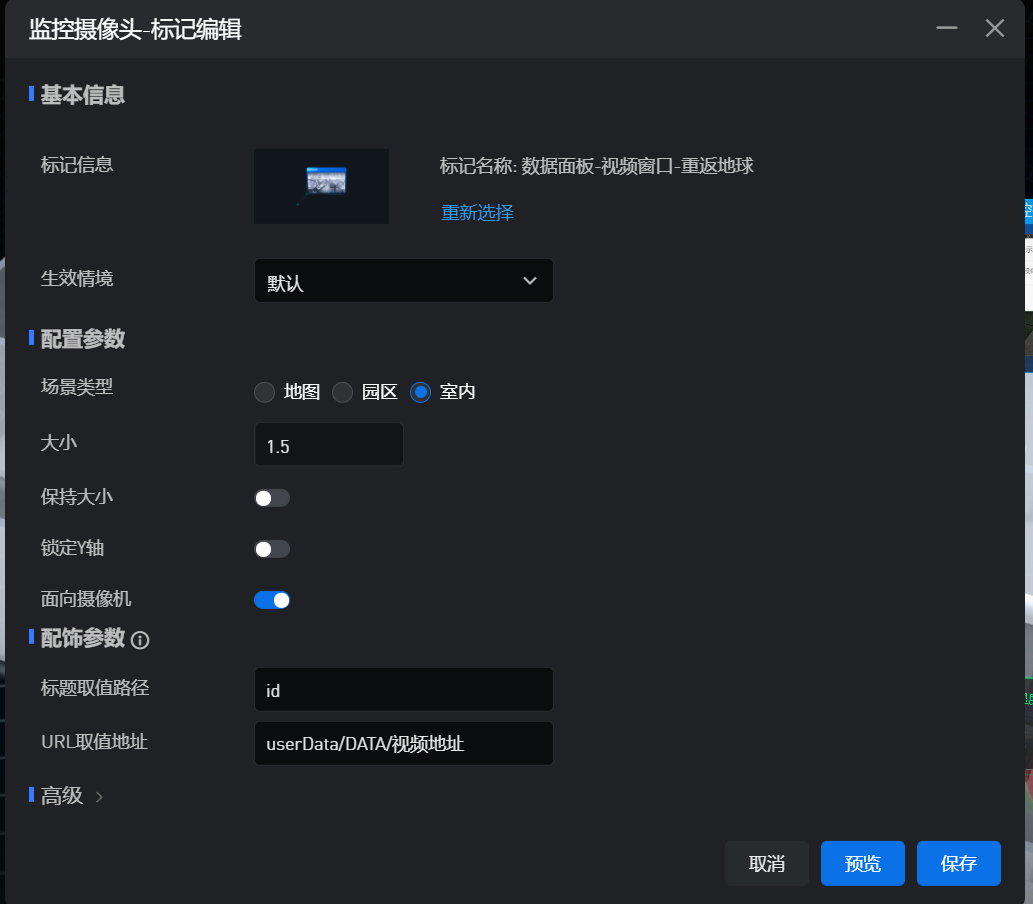 监控摄像头-标记编辑
基本信息
标记信息
标记名称: 数据面板-视频窗口-重返地球
重新选择
生效情境
默认
配置参数
场景类型
地图 园区 室内
大小
1.5
保持大小
锁定Y轴
面向摄像机
配饰参数
标题取值路径
id
URL取值地址
userData/DATA/视频地址
高级
取消 预览 保存